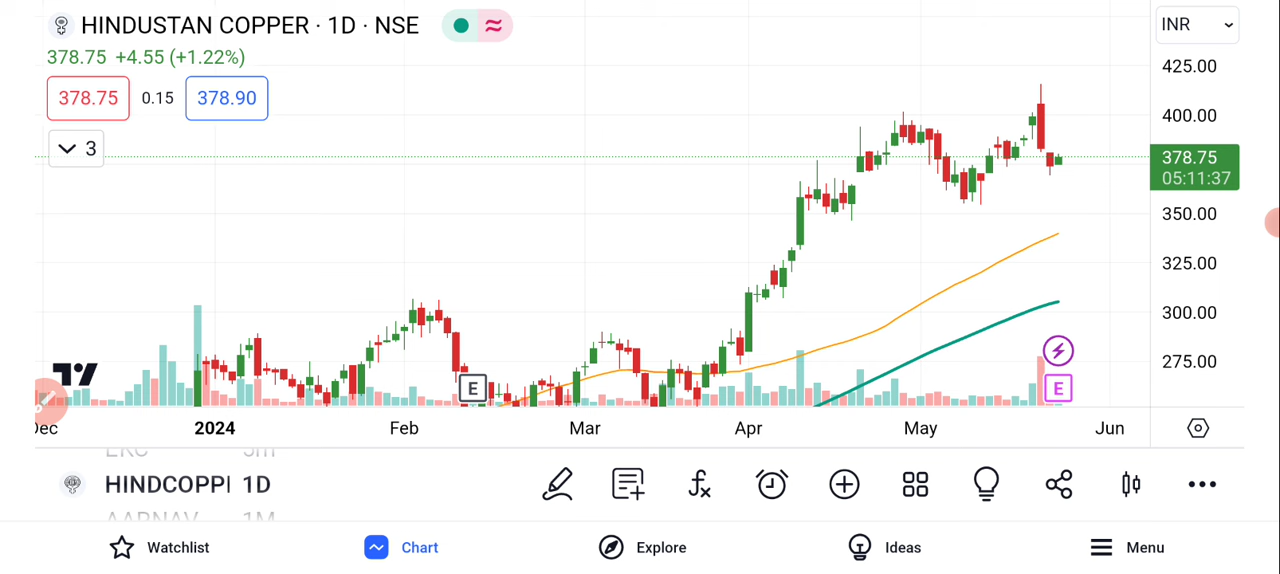 HINDUSTAN COPPER · 1D · NSE
INR
378.75 +4.55 (+1.22%)
378.75 0.15 378.90
3
425.00
400.00
378.75
05:11:37
350.00
325.00
300.00
275.00
E
E
2024 Feb Mar Apr May Jun
HINDCOPPI 1D
AARNAV 1M
Watchlist Chart Explore Ideas Menu